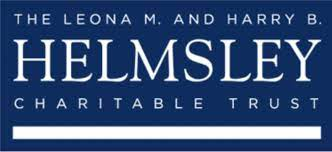 THE LEONA M. AND HARRY B.
HELMSLEY
CHARITABLE TRUST